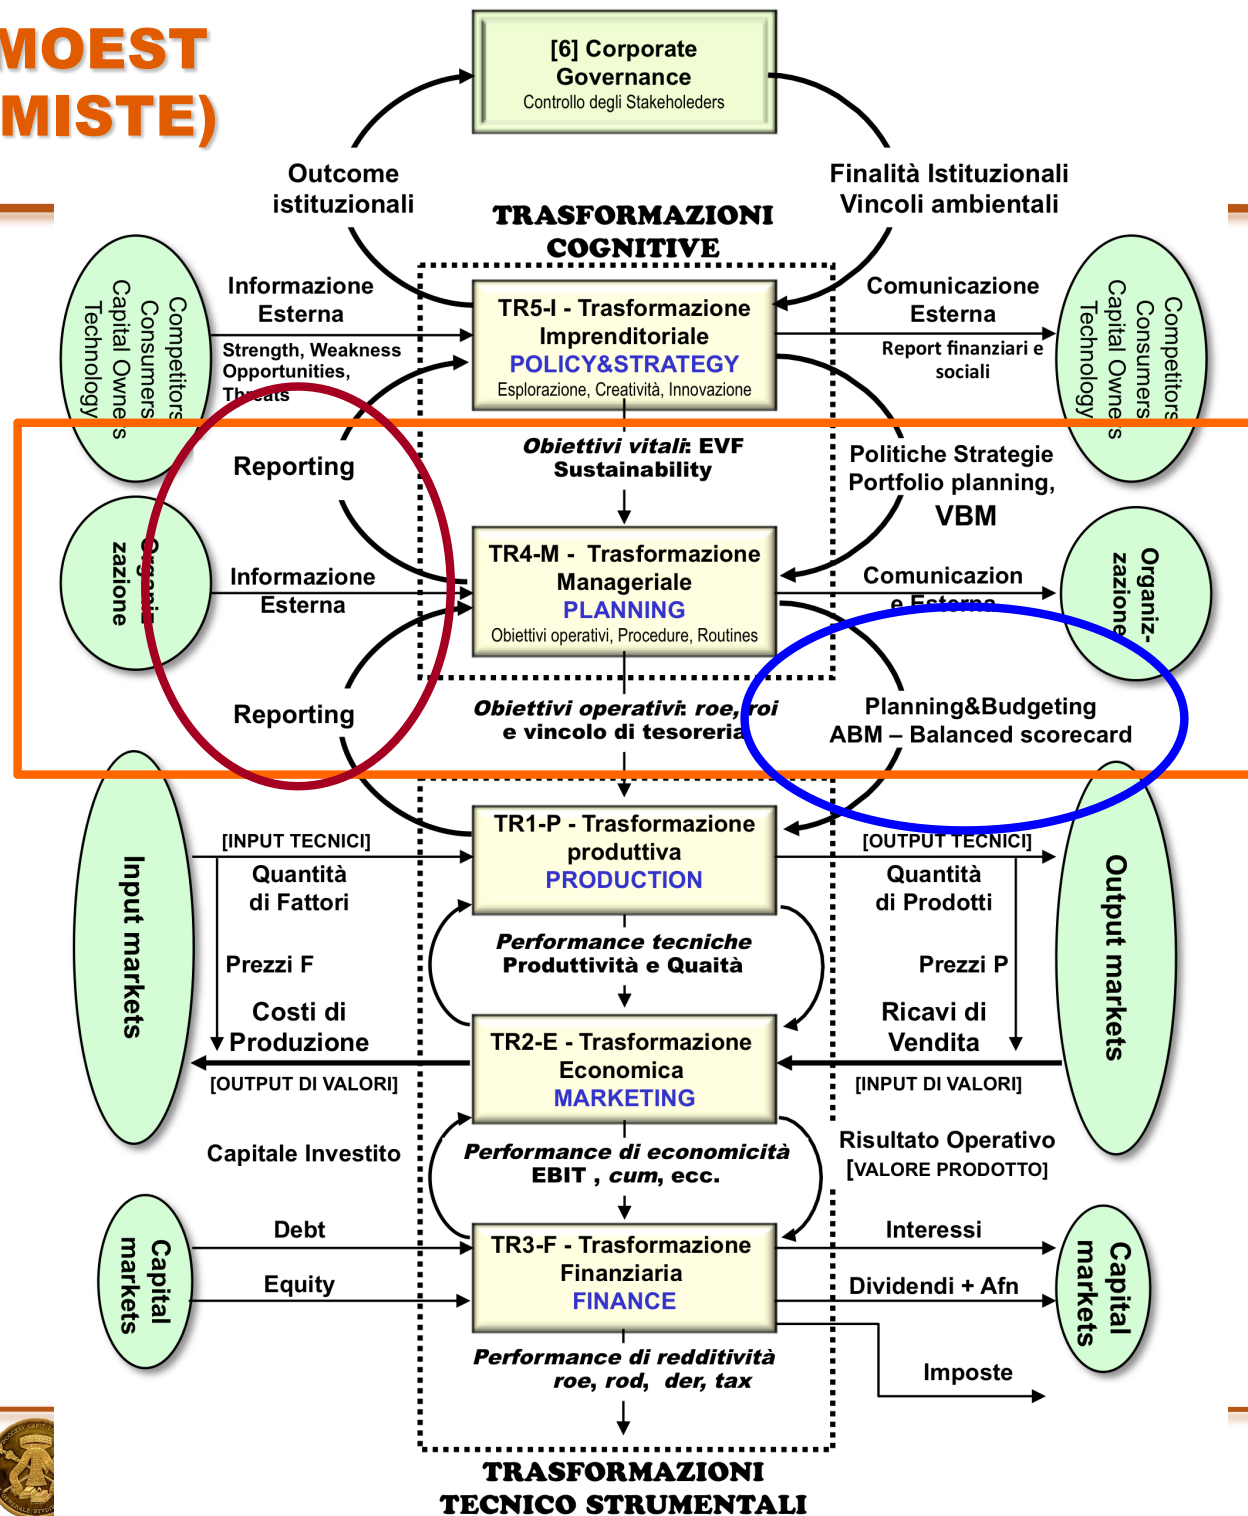 MOEST
MISTE)
[6] Corporate
Governance
Controllo degli Stakeholeders
Outcome
istituzionali
Finalità Istituzionali
Vincoli ambientali
TRASFORMAZIONI
COGNITIVE
Competitors
Consumers
Capital Owners
Technology
Informazione
Esterna
Strength, Weakness
Opportunities,
Threats
TR5-I - Trasformazione
Imprenditoriale
POLICY&STRATEGY
Esplorazione, Creatività, Innovazione
Comunicazione
Esterna
Report finanziari e
sociali
Competitors
Consumers
Capital Owners
Technology
Reporting
Obiettivi vitali: EVF
Sustainability
Politiche Strategie
Portfolio planning,
VBM
Organiz
zazione
Informazione
Esterna
TR4-M - Trasformazione
Manageriale
PLANNING
Obiettivi operativi, Procedure, Routines
Comunicazion
e Esterna
Organiz-
zazione
Reporting
Obiettivi operativi: roe, roi
e vincolo di tesoreria
Planning&Budgeting
ABM – Balanced scorecard
Input markets
[INPUT TECNICI]
Quantità
di Fattori
Prezzi F
Costi di
Produzione
[OUTPUT DI VALORI]
TR1-P - Trasformazione
produttiva
PRODUCTION
Performance tecniche
Produttività e Quaità
TR2-E - Trasformazione
Economica
MARKETING
[OUTPUT TECNICI]
Quantità
di Prodotti
Prezzi P
Ricavi di
Vendita
[INPUT DI VALORI]
Output markets
Capitale Investito
Performance di economicità
EBIT , cum, ecc.
Risultato Operativo
[VALORE PRODOTTO]
Capital
markets
Debt
Equity
TR3-F - Trasformazione
Finanziaria
FINANCE
Interessi
Dividendi + Afn
Imposte
Capital
markets
Performance di redditività
roe, rod, der, tax
TRASFORMAZIONI
TECNICO STRUMENTALI